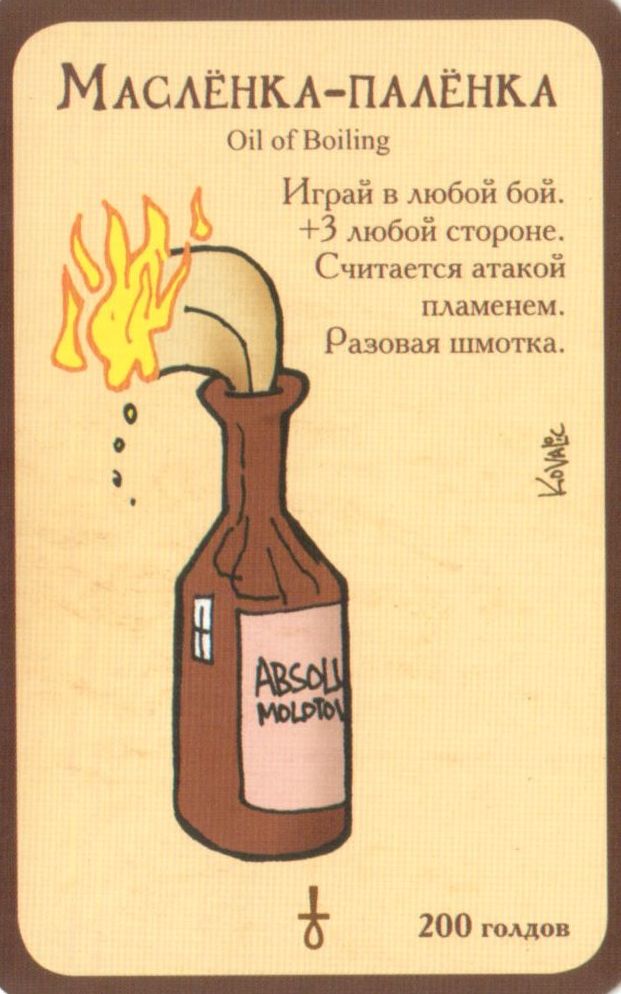 Маслёнка-палёнка
Oil of Boiling
Играй в любой бой.
+3 любой стороне.
Считается атакой
пламенем.
Разовая шмотка.
Kovalic
ABSOLU
MOLOTOV
200 голдов